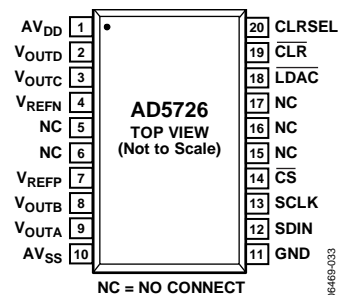 AVDD 1
VOUTD 2
VOUTC 3
VREFN 4
NC 5
NC 6
VREFP 7
VOUTB 8
VOUTA 9
AVSS 10
AD5726
TOP VIEW
(Not to Scale)
20 CLRSEL
19 CLR
18 LDAC
17 NC
16 NC
15 NC
14 CS
13 SCLK
12 SDIN
11 GND
NC = NO CONNECT
06469-033